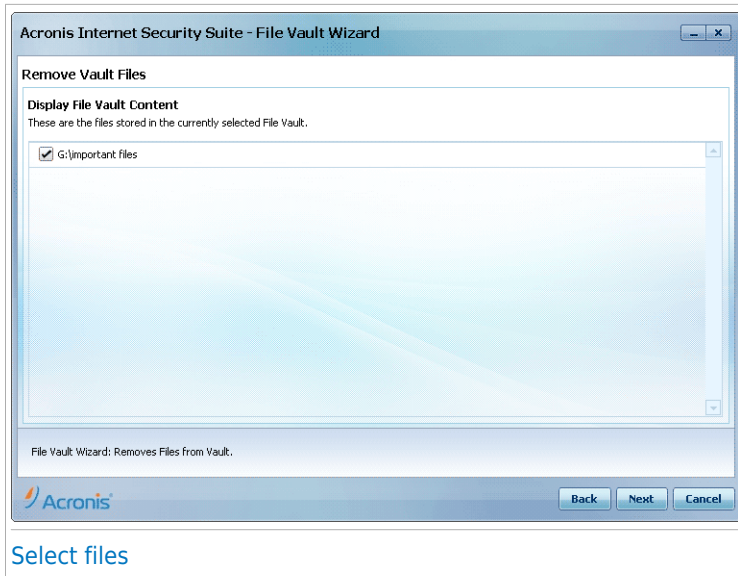 Acronis Internet Security Suite - File Vault Wizard
Remove Vault Files
Display File Vault Content
These are the files stored in the currently selected File Vault.
G:\important files
File Vault Wizard: Removes Files from Vault.
Acronis
Back Next Cancel
Select files